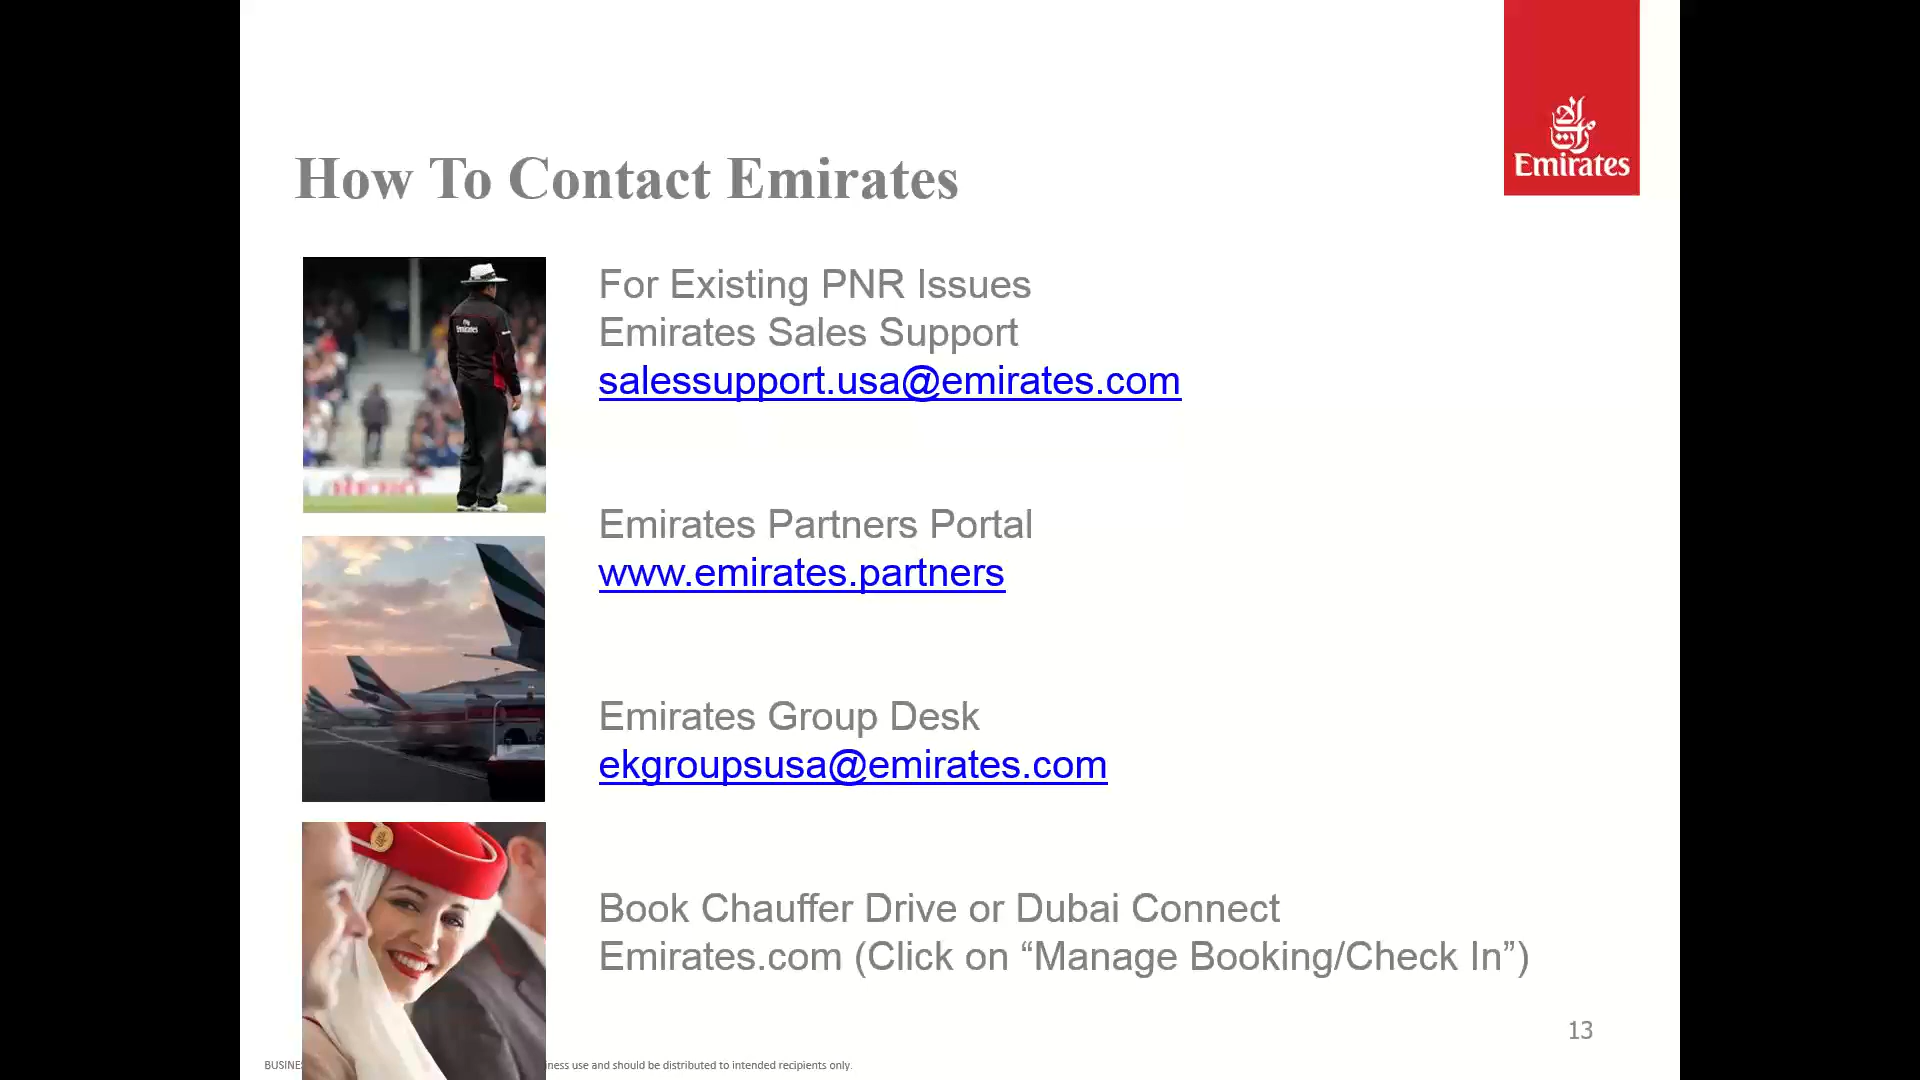 Emirates
How To Contact Emirates
For Existing PNR Issues
Emirates Sales Support
salessupport.usa@emirates.com
Emirates
Emirates Partners Portal
www.emirates.partners
Emirates Group Desk
ekgroupsusa@emirates.com
Book Chauffer Drive or Dubai Connect
Emirates.com (Click on “Manage Booking/Check In”)
13
use and should be distributed to intended recipients only.